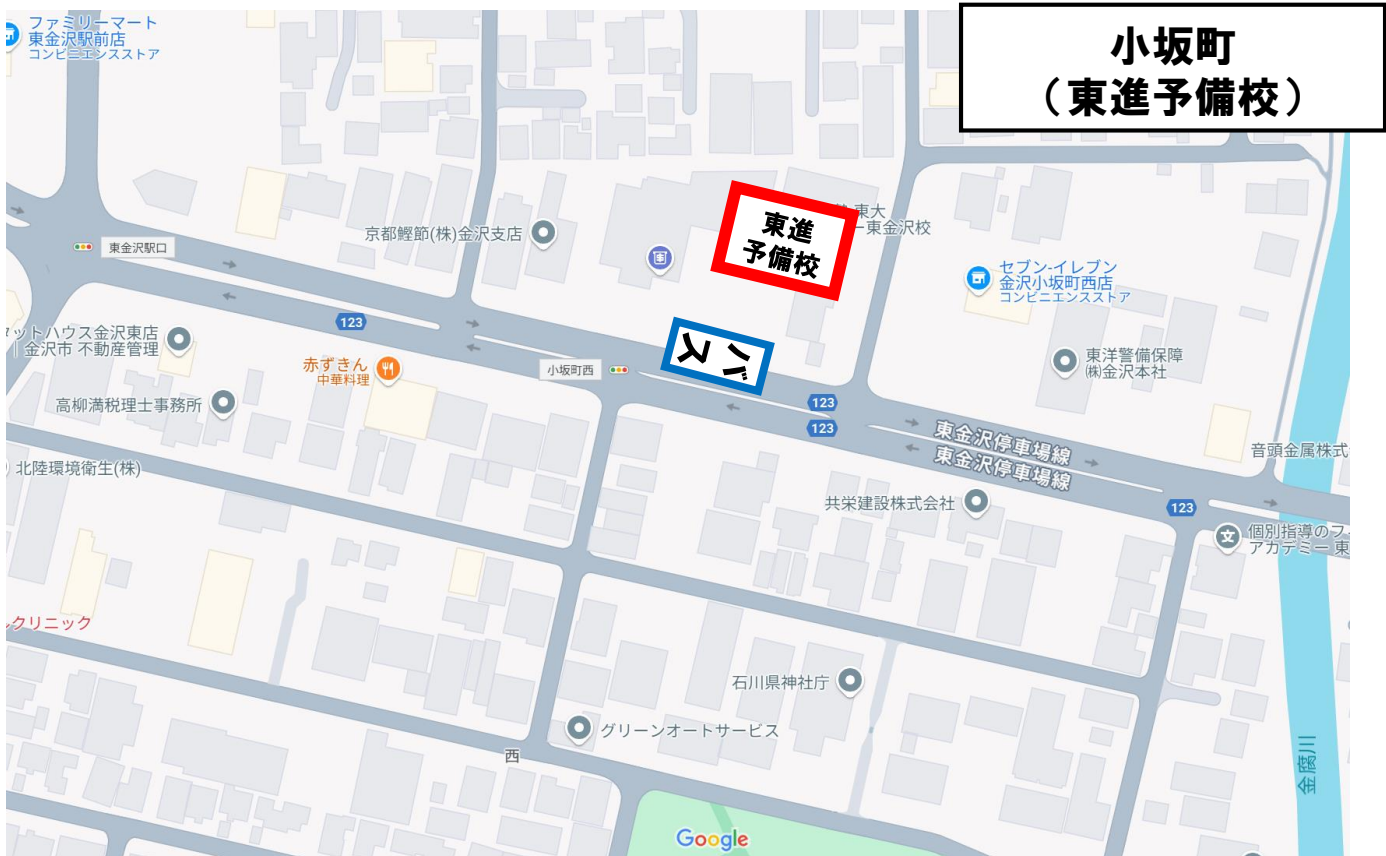 小坂町
（東進予備校）
ファミリーマート
東金沢駅前店
コンビニエンスストア
東金沢駅口
京都鰹節(株)金沢支店
東進
予備校
東大
ー東金沢校
セブン-イレブン
金沢小坂町西店
コンビニエンスストア
123
ットハウス金沢東店
金沢市 不動産管理
赤ずきん
中華料理
小坂町西
バス
東洋警備保障
㈱金沢本社
高柳満税理士事務所
123
123
東金沢停車場線
東金沢停車場線
音頭金属株式
北陸環境衛生(株)
共栄建設株式会社
123
個別指導のフ
アカデミー 東
クリニック
石川県神社庁
グリーンオートサービス
西
金腐川
Google